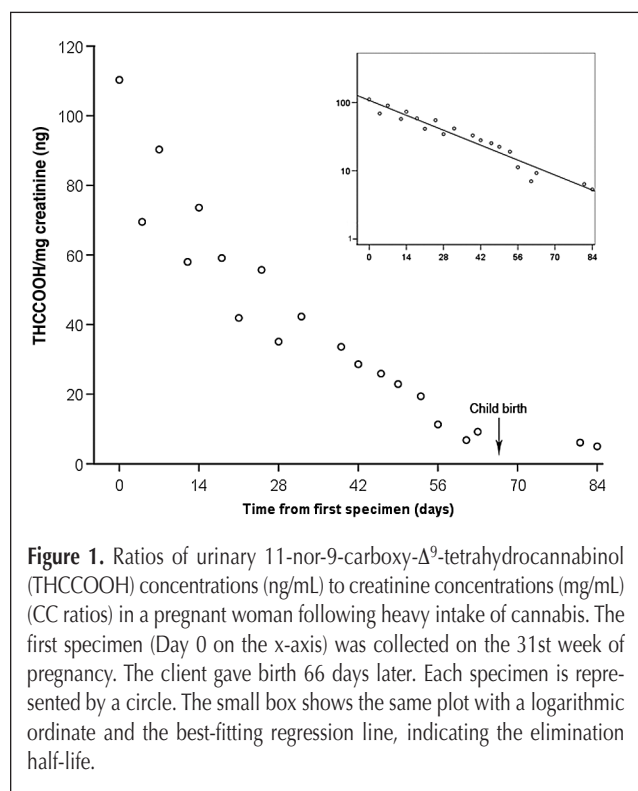 120
100
80
60
40
20
0
THCCOOH/mg creatinine (ng)
0 14 28 42 56 70 84
Time from first specimen (days)
Child birth
100
10
1
0 14 28 42 56 70 84
Figure 1. Ratios of urinary 11-nor-9-carboxy-Δ⁹-tetrahydrocannabinol
(THCCOOH) concentrations (ng/mL) to creatinine concentrations (mg/mL)
(CC ratios) in a pregnant woman following heavy intake of cannabis. The
first specimen (Day 0 on the x-axis) was collected on the 31st week of
pregnancy. The client gave birth 66 days later. Each specimen is repre-
sented by a circle. The small box shows the same plot with a logarithmic
ordinate and the best-fitting regression line, indicating the elimination
half-life.